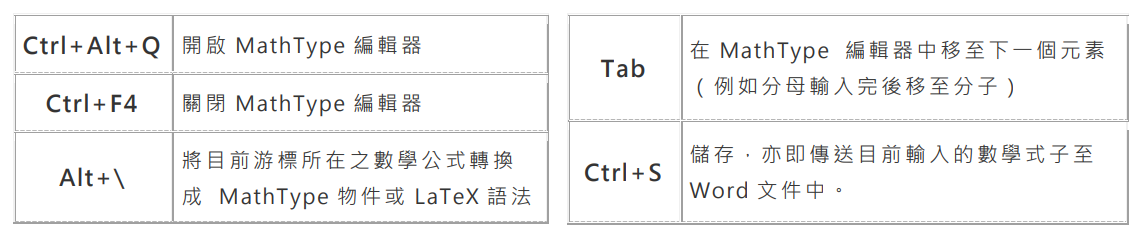 Ctrl+Alt+Q
開啟 MathType 編輯器
Ctrl+F4
關閉 MathType 編輯器
Alt+\
將目前游標所在之數學公式轉換
成 MathType 物件或 LaTeX 語法
Tab
在 MathType 編輯器中移至下一個元素
(例如分母輸入完後移至分子)
Ctrl+S
儲存，亦即傳送目前輸入的數學式子至
Word 文件中。